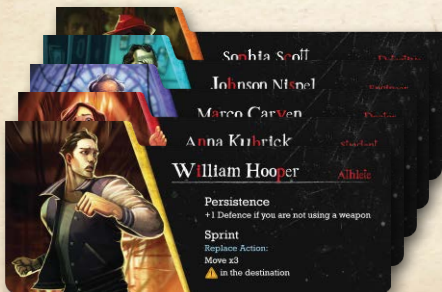 Sophia Scott
Johnson Nispel
Marco Carven
Anna Kubrick Student
William Hooper Athlete
Persistence
+1 Defence if you are not using a weapon
Sprint
Replace Action:
Move x3
in the destination